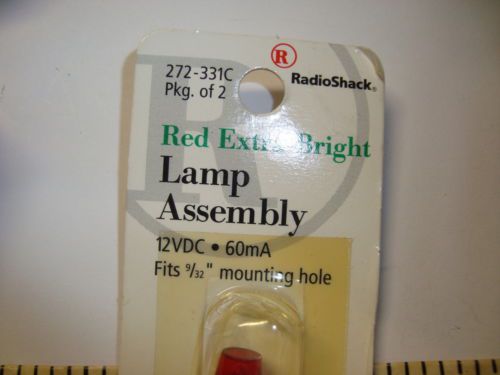 272-331C
Pkg. of 2
R
RadioShack®
Red Extra Bright
Lamp
Assembly
12VDC • 60mA
Fits 9/32" mounting hole